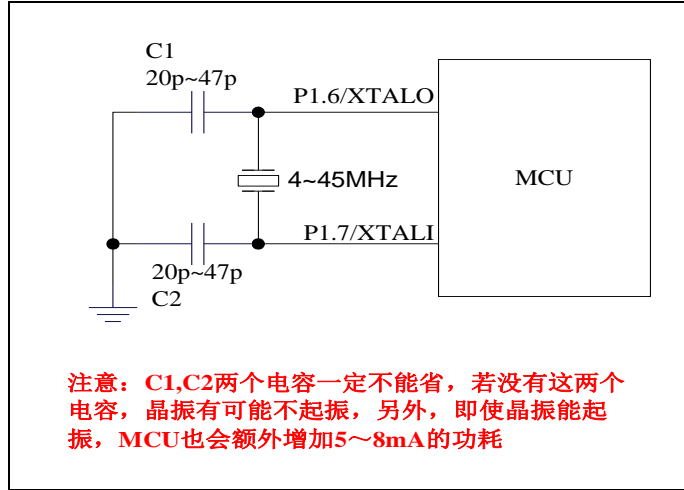 C1
20p~47p
P1.6/XTALO
4~45MHz
MCU
P1.7/XTALI
20p~47p
C2
注意：C1,C2两个电容一定不能省，若没有这两个
电容，晶振有可能不起振，另外，即使晶振能起
振，MCU也会额外增加5～8mA的功耗